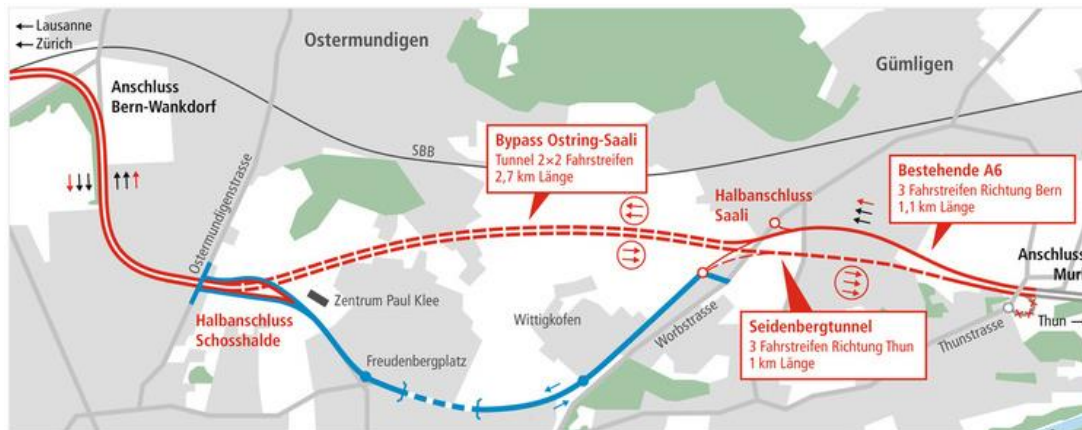 ← Lausanne
← Zürich
Ostermundigen
Gümligen
Anschluss
Bern-Wankdorf
SBB
Bypass Ostring-Saali
Tunnel 2×2 Fahrstreifen
2,7 km Länge
Bestehende A6
3 Fahrstreifen Richtung Bern
1,1 km Länge
Halbanschluss
Saali
Ostermundigenstrasse
Anschluss
Muri
Zentrum Paul Klee
Halbanschluss
Schosshalde
Wittigkofen
Worbstrasse
Seidenbergtunnel
3 Fahrstreifen Richtung Thun
1 km Länge
Thunstrasse
Thun →
Freudenbergplatz